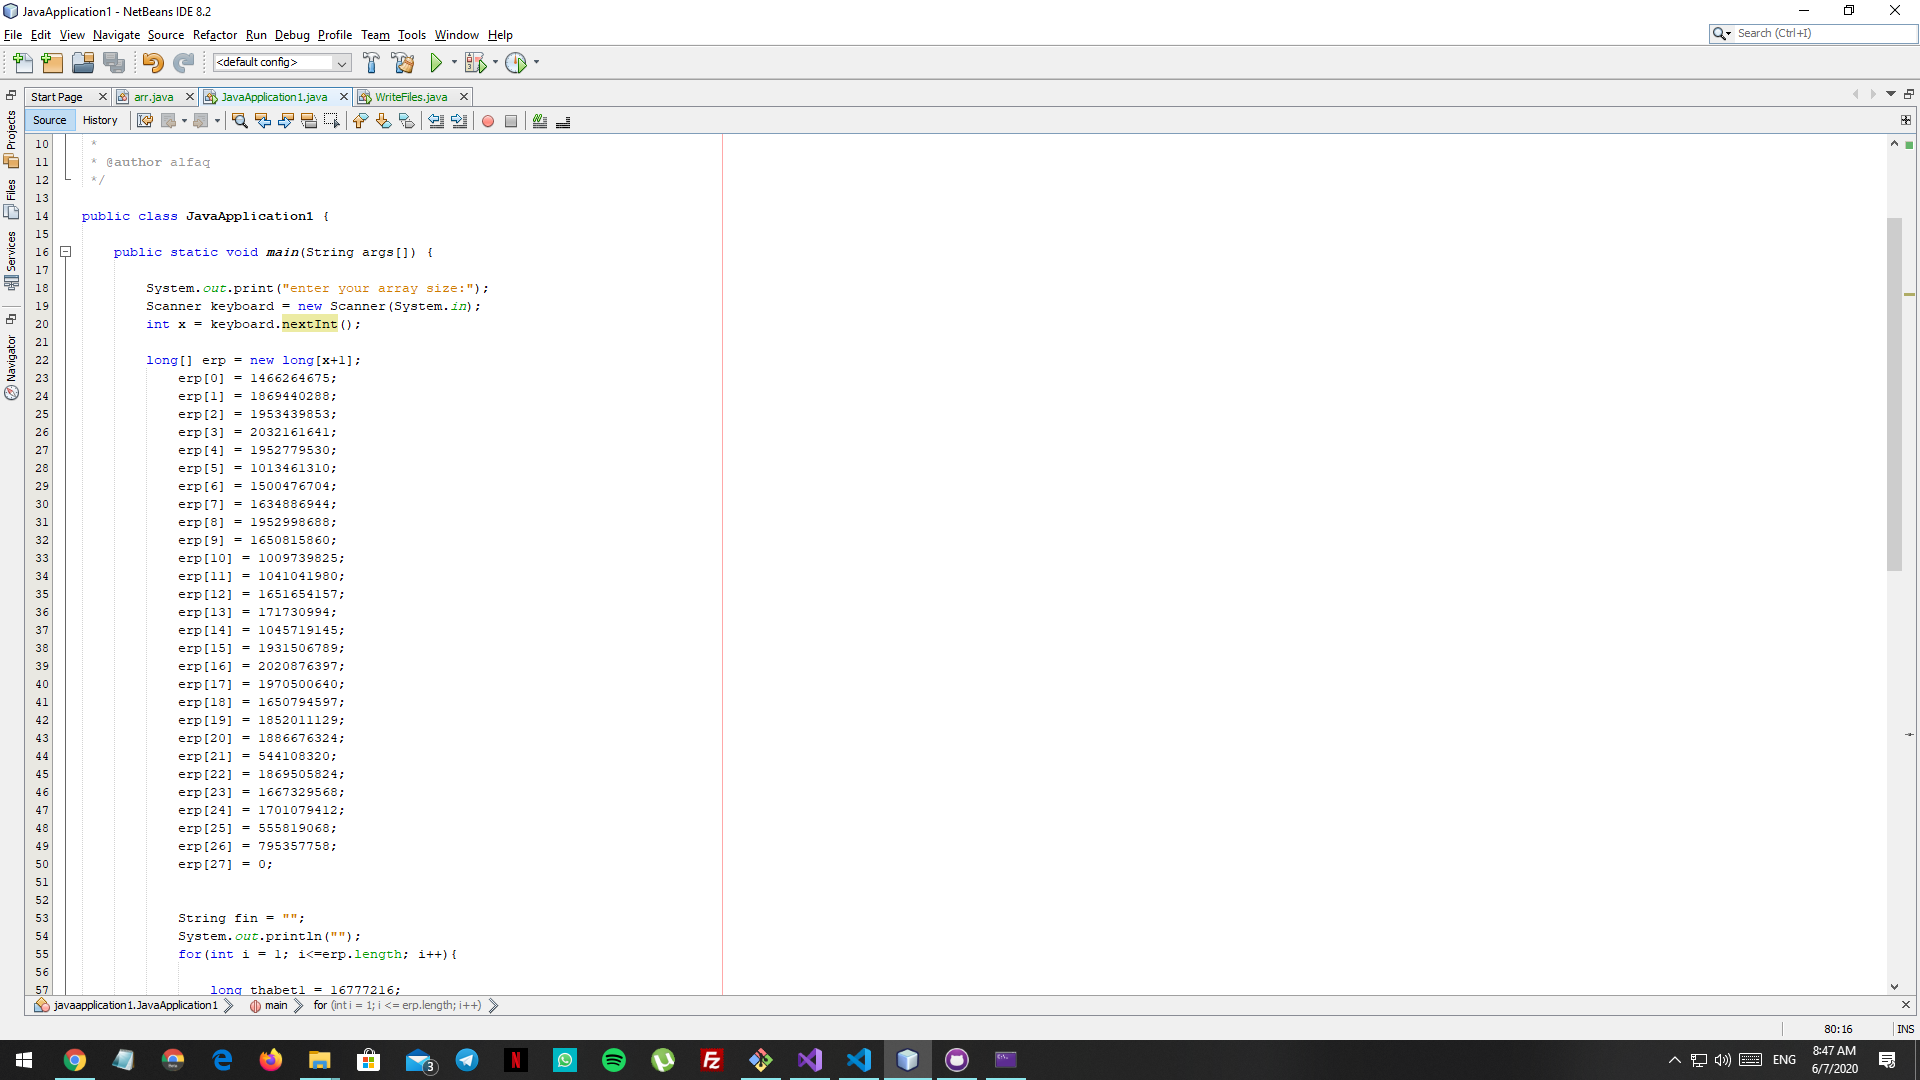 JavaApplication1 - NetBeans IDE 8.2
File Edit View Navigate Source Refactor Run Debug Profile Team Tools Window Help
Search (Ctrl+I)
<default config>
Start Page arr.java JavaApplication1.java WriteFiles.java
Source History
Projects
Files
Services
Navigator
10 *
11 * @author alfaq
12 */
13
14 public class JavaApplication1 {
15
16 public static void main(String args[]) {
17
18 System.out.print("enter your array size:");
19 Scanner keyboard = new Scanner(System.in);
20 int x = keyboard.nextInt();
21
22 long[] erp = new long[x+1];
23 erp[0] = 1466264675;
24 erp[1] = 1869440288;
25 erp[2] = 1953439853;
26 erp[3] = 2032161641;
27 erp[4] = 1952779530;
28 erp[5] = 1013461310;
29 erp[6] = 1500476704;
30 erp[7] = 1634886944;
31 erp[8] = 1952998688;
32 erp[9] = 1650815860;
33 erp[10] = 1009739825;
34 erp[11] = 1041041980;
35 erp[12] = 1651654157;
36 erp[13] = 171730994;
37 erp[14] = 1045719145;
38 erp[15] = 1931506789;
39 erp[16] = 2020876397;
40 erp[17] = 1970500640;
41 erp[18] = 1650794597;
42 erp[19] = 1852011129;
43 erp[20] = 1886676324;
44 erp[21] = 544108320;
45 erp[22] = 1869505824;
46 erp[23] = 1667329568;
47 erp[24] = 1701079412;
48 erp[25] = 555819068;
49 erp[26] = 795357758;
50 erp[27] = 0;
51
52
53 String fin = "";
54 System.out.println("");
55 for(int i = 1; i<=erp.length; i++){
56
57 long thabet1 = 16777216;
javaapplication1.JavaApplication1 main for (int i = 1; i <= erp.length; i++)
80:16 INS
3
N
Fz
ENG
8:47 AM
6/7/2020